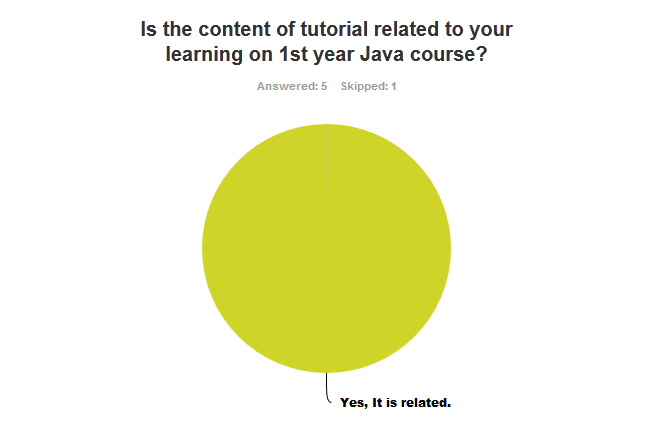 Is the content of tutorial related to your
learning on 1st year Java course?
Answered: 5 Skipped: 1
Yes, It is related.